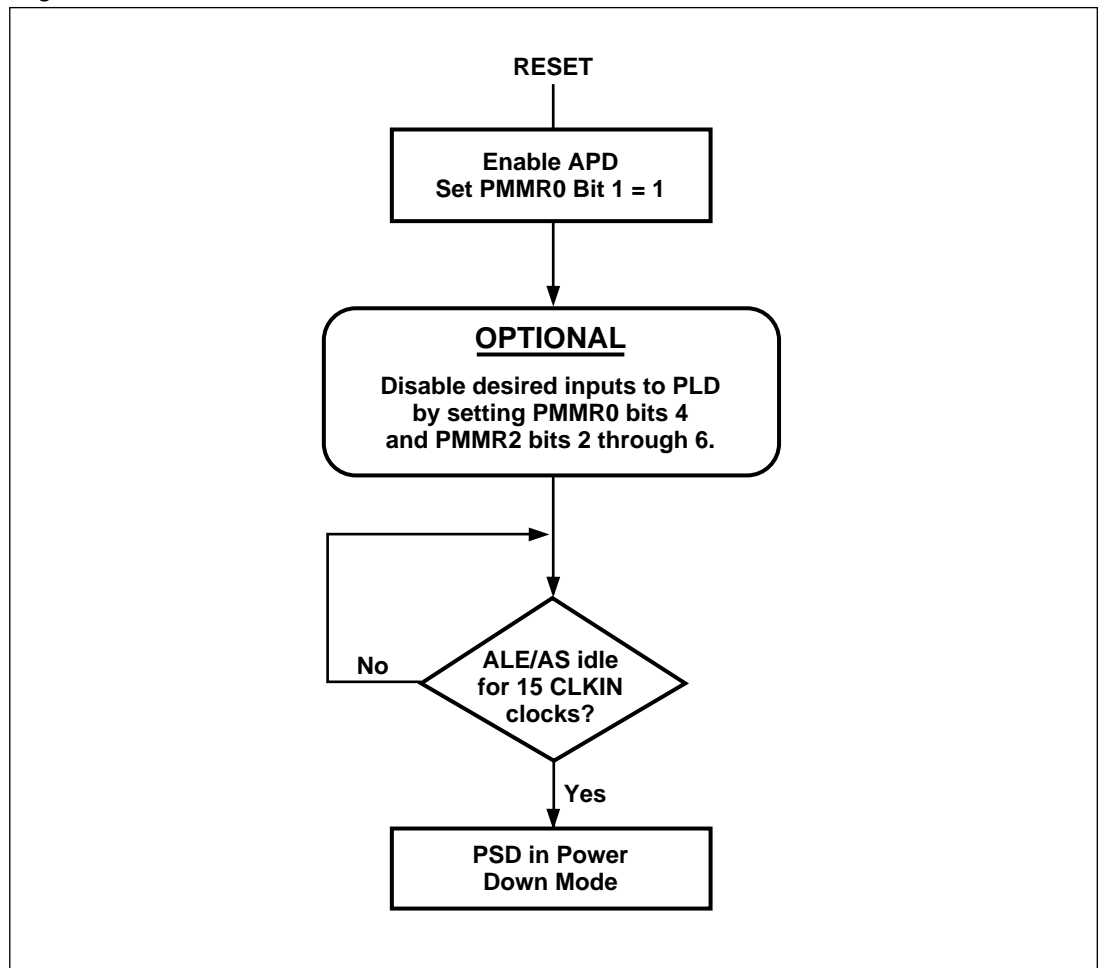 RESET
Enable APD
Set PMMR0 Bit 1 = 1
OPTIONAL
Disable desired inputs to PLD
by setting PMMR0 bits 4
and PMMR2 bits 2 through 6.
No
ALE/AS idle
for 15 CLKIN
clocks?
Yes
PSD in Power
Down Mode